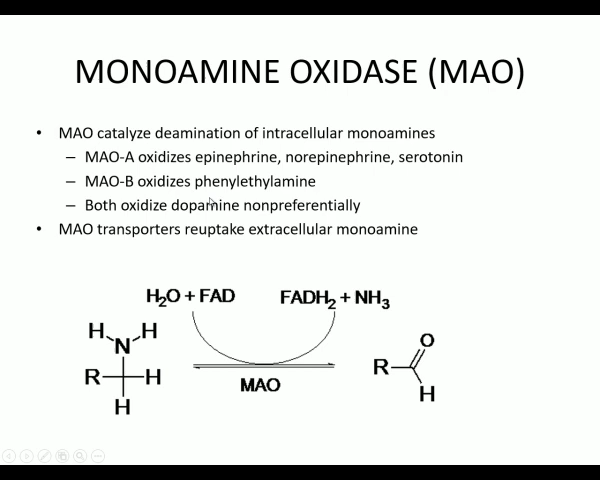 MONOAMINE OXIDASE (MAO)
• MAO catalyze deamination of intracellular monoamines
– MAO-A oxidizes epinephrine, norepinephrine, serotonin
– MAO-B oxidizes phenylethylamine
– Both oxidize dopamine nonpreferentially
• MAO transporters reuptake extracellular monoamine
H₂O + FAD FADH₂ + NH₃
H H
N
R H
H
MAO
O
R
H